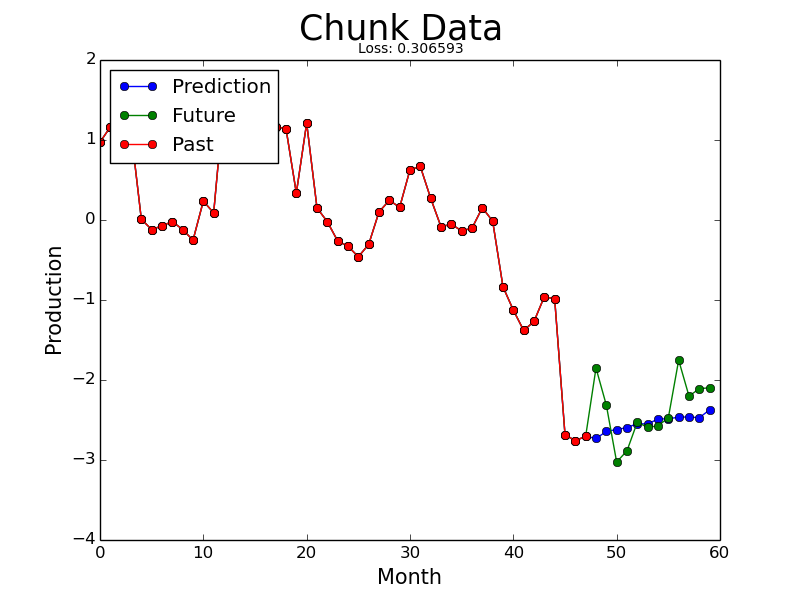 Chunk Data
Loss: 0.306593
Prediction
Future
Past
2
1
0
−1
−2
−3
−4
Production
0 10 20 30 40 50 60
Month